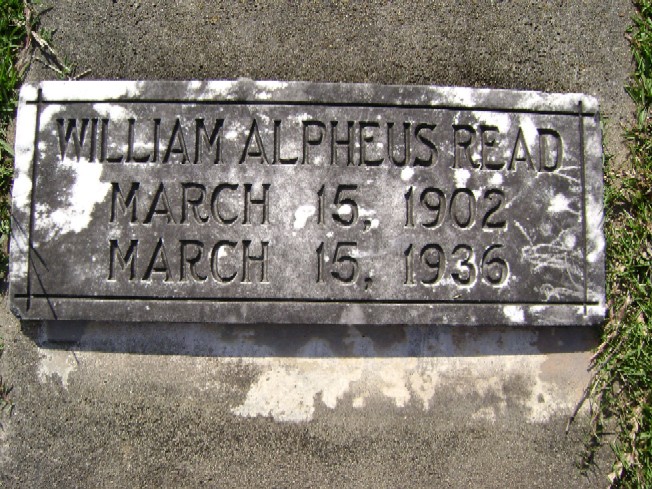 WILLIAM ALPHEUS READ
MARCH 15, 1902
MARCH 15, 1936